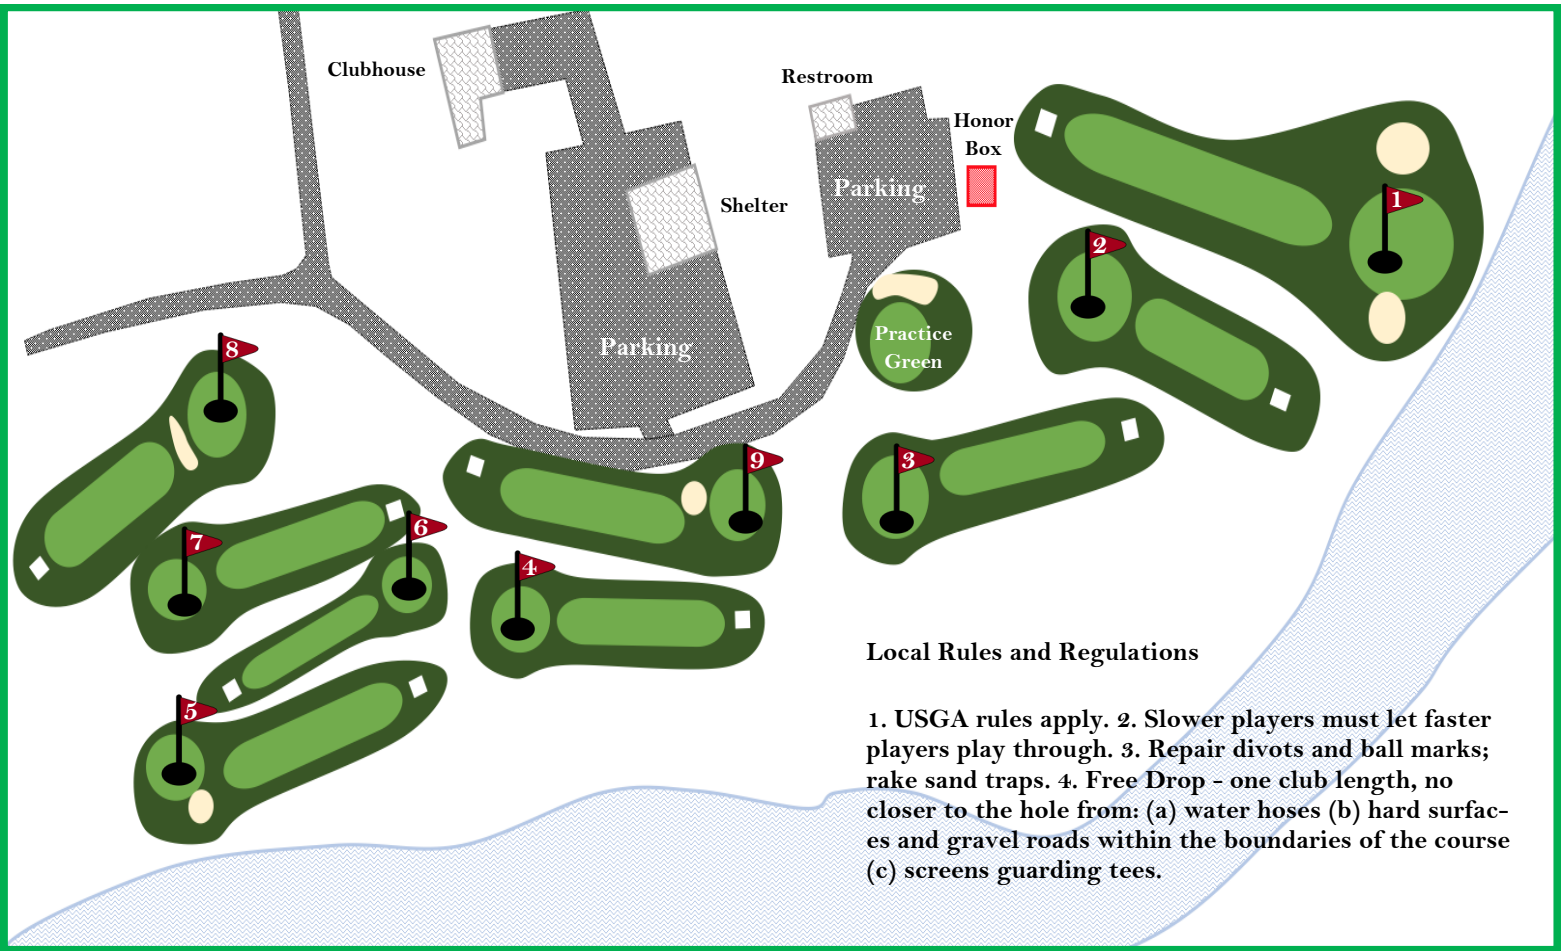 Clubhouse
Restroom
Honor
Box
Parking
Shelter
1
2
Practice
Green
Parking
8
3
9
6
7
4
5
Local Rules and Regulations
1. USGA rules apply. 2. Slower players must let faster
players play through. 3. Repair divots and ball marks;
rake sand traps. 4. Free Drop - one club length, no
closer to the hole from: (a) water hoses (b) hard surfac-
es and gravel roads within the boundaries of the course
(c) screens guarding tees.